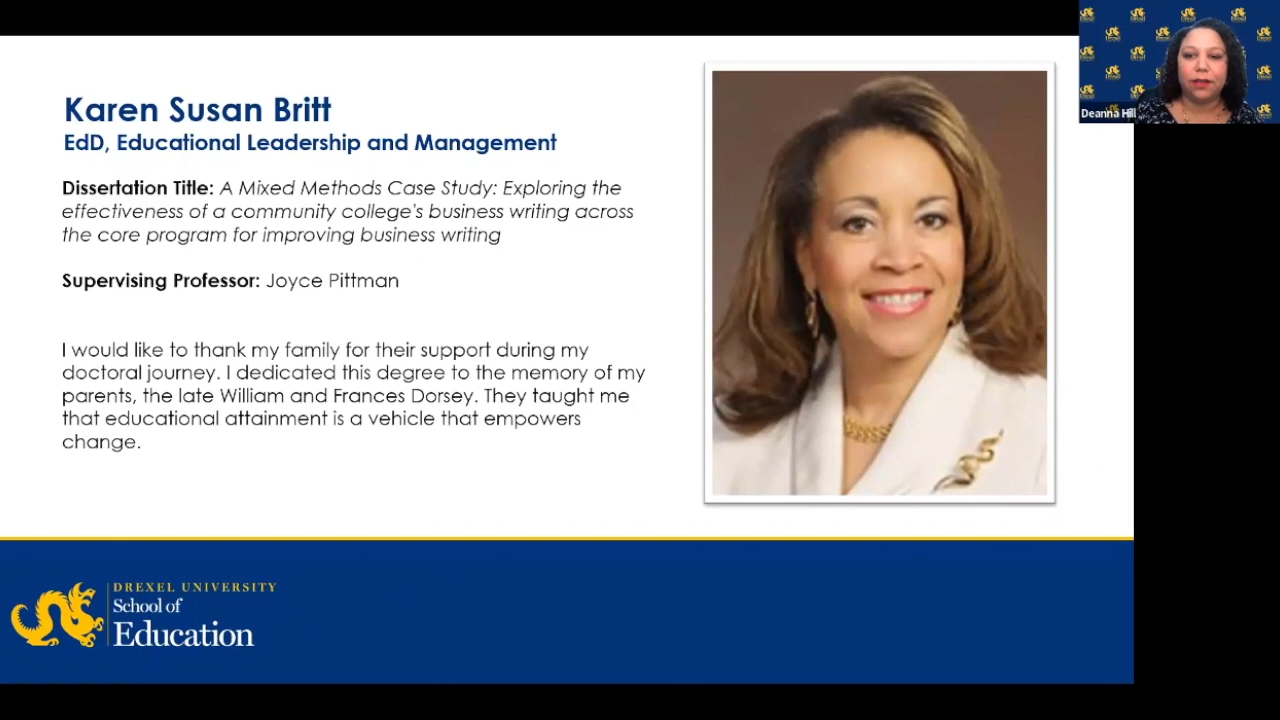 Karen Susan Britt
EdD, Educational Leadership and Management
Dissertation Title: A Mixed Methods Case Study: Exploring the
effectiveness of a community college's business writing across
the core program for improving business writing
Supervising Professor: Joyce Pittman
I would like to thank my family for their support during my
doctoral journey. I dedicated this degree to the memory of my
parents, the late William and Frances Dorsey. They taught me
that educational attainment is a vehicle that empowers
change.
DREXEL UNIVERSITY
School of
Education
Deanna Hill